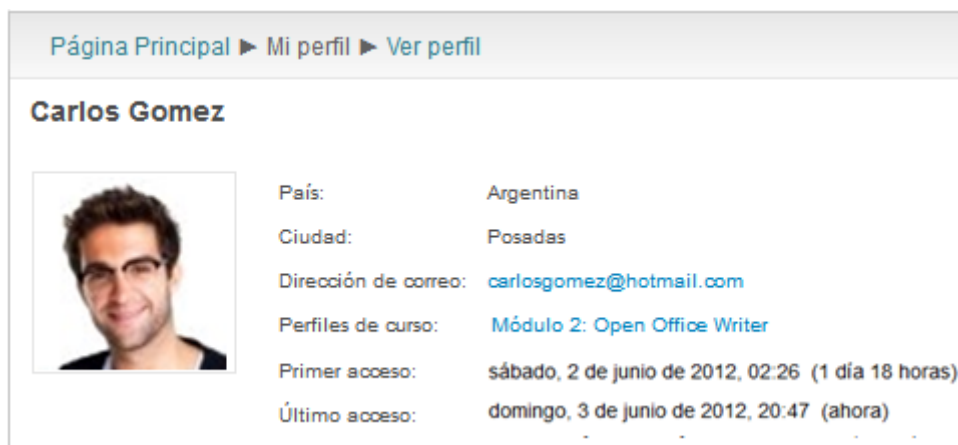 Página Principal ► Mi perfil ► Ver perfil
Carlos Gomez
País: Argentina
Ciudad: Posadas
Dirección de correo: carlosgomez@hotmail.com
Perfiles de curso: Módulo 2: Open Office Writer
Primer acceso: sábado, 2 de junio de 2012, 02:26 (1 día 18 horas)
Último acceso: domingo, 3 de junio de 2012, 20:47 (ahora)